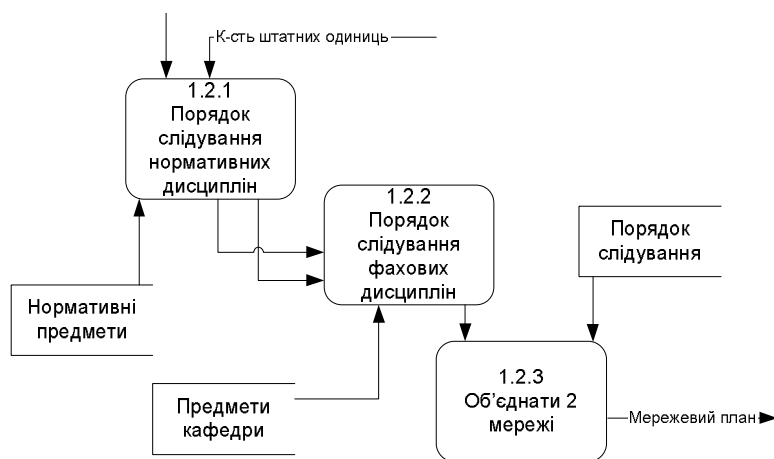 К-сть штатних одиниць
1.2.1
Порядок
слідування
нормативних
дисциплін
1.2.2
Порядок
слідування
фахових
дисциплін
Порядок
слідування
Нормативні
предмети
Предмети
кафедри
1.2.3
Об’єднати 2
мережі
Мережевий план